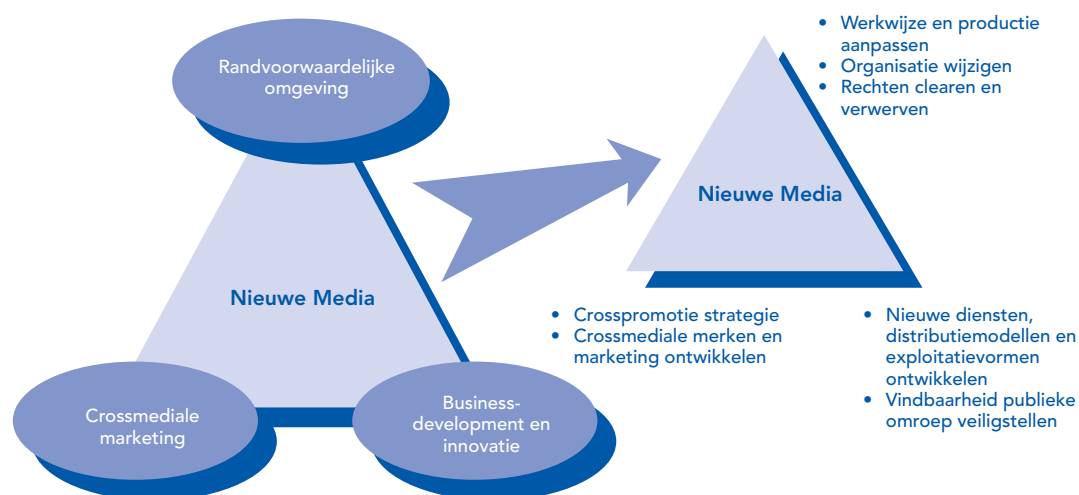 Randvoorwaardelijke
omgeving
Nieuwe Media
Crossmediale
marketing
Business-
development en
innovatie
• Werkwijze en productie
aanpassen
• Organisatie wijzigen
• Rechten clearen en
verwerven
Nieuwe Media
• Crosspromotie strategie
• Crossmediale merken en
marketing ontwikkelen
• Nieuwe diensten,
distributiemodellen en
exploitatievormen
ontwikkelen
• Vindbaarheid publieke
omroep veiligstellen